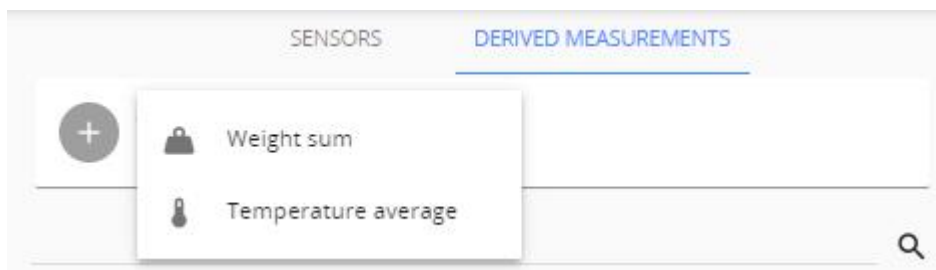 SENSORS DERIVED MEASUREMENTS
Weight sum
Temperature average